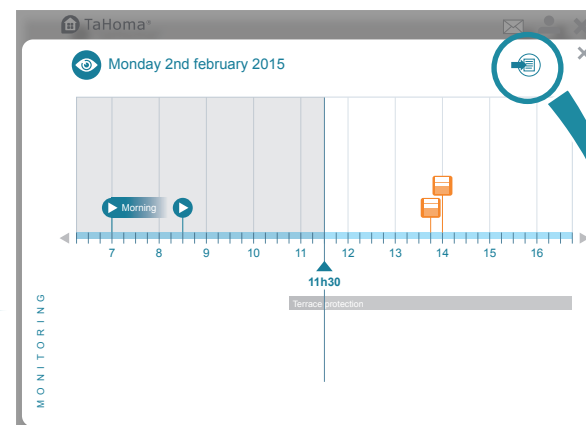 TaHoma®
Monday 2nd february 2015
Morning
7 8 9 10 11 12 13 14 15 16
11h30
Terrace protection
MONITORING